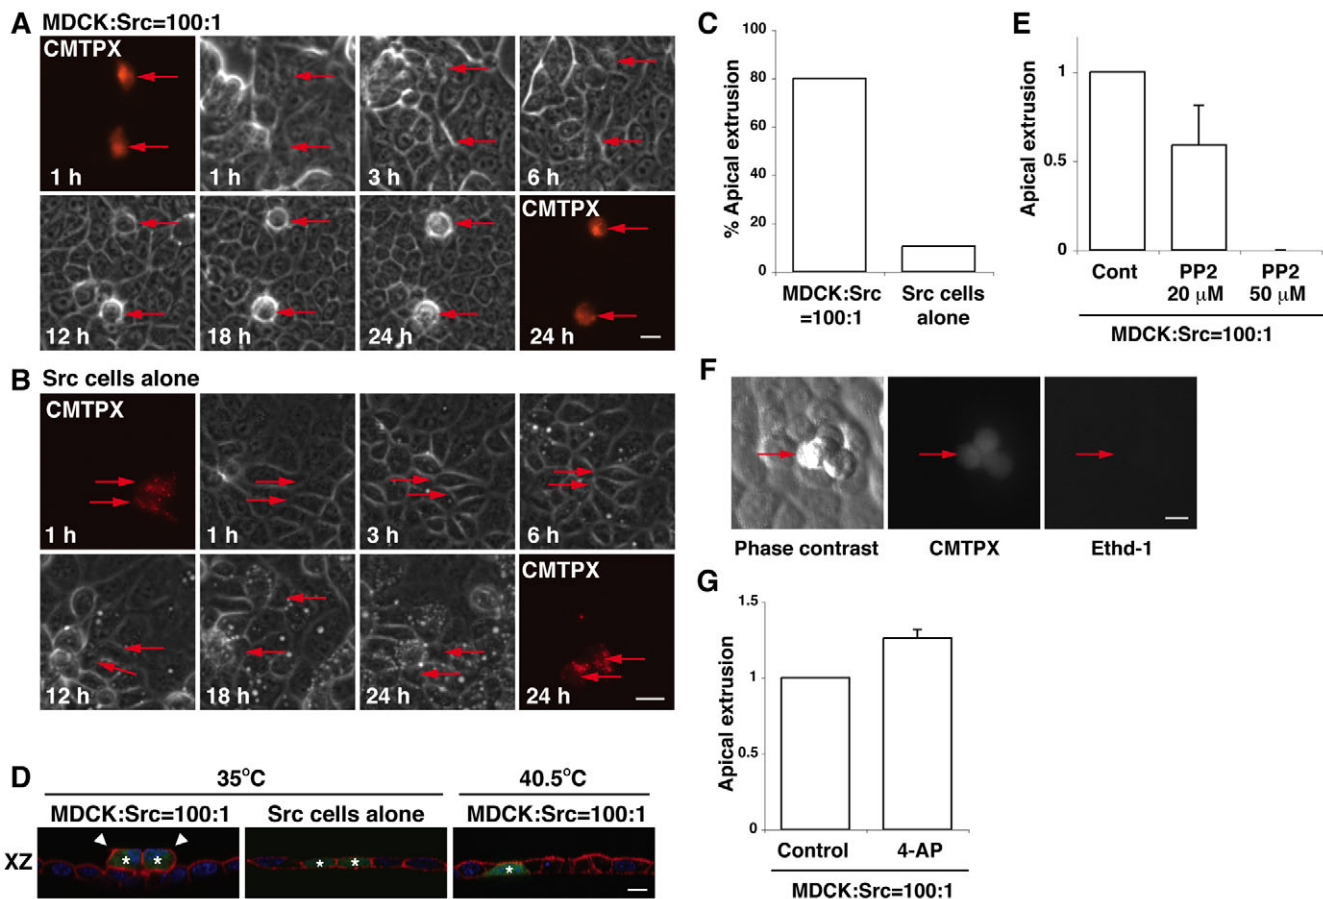 A MDCK:Src=100:1
CMTPX
1 h
1 h
3 h
6 h
12 h
18 h
24 h
CMTPX
24 h
B Src cells alone
CMTPX
1 h
1 h
3 h
6 h
12 h
18 h
24 h
CMTPX
24 h
C
% Apical extrusion
100
80
60
40
20
0
MDCK:Src
=100:1
Src cells
alone
D
35°C
40.5°C
MDCK:Src=100:1
Src cells alone
MDCK:Src=100:1
XZ
* *
* *
*
E
Apical extrusion
1
0.5
0
Cont
PP2
20 μM
PP2
50 μM
MDCK:Src=100:1
F
Phase contrast
CMTPX
Ethd-1
G
Apical extrusion
1.5
1
0.5
0
Control
4-AP
MDCK:Src=100:1